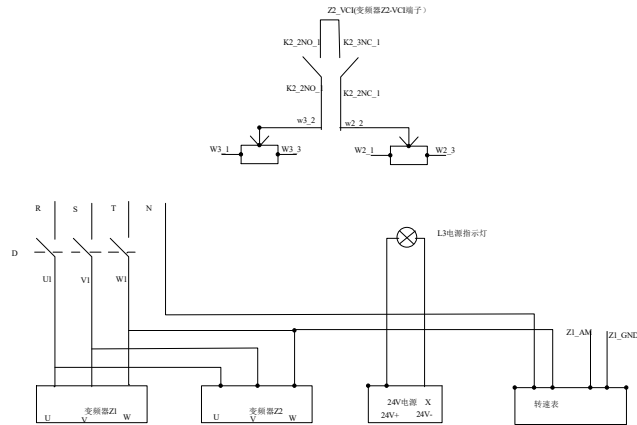 Z2_VCI(变频器Z2-VCI端子）
K2_2NO_1 K2_3NC_1
K2_2NO_1 K2_2NC_1
w3_2 w2_2
W3_1 W3_3 W2_1 W2_3
R S T N
L3电源指示灯
D
U1 V1 W1
Z1_AM Z1_GND
变频器Z1 变频器Z2 24V电源 X 转速表
U V W U V W 24V+ 24V-